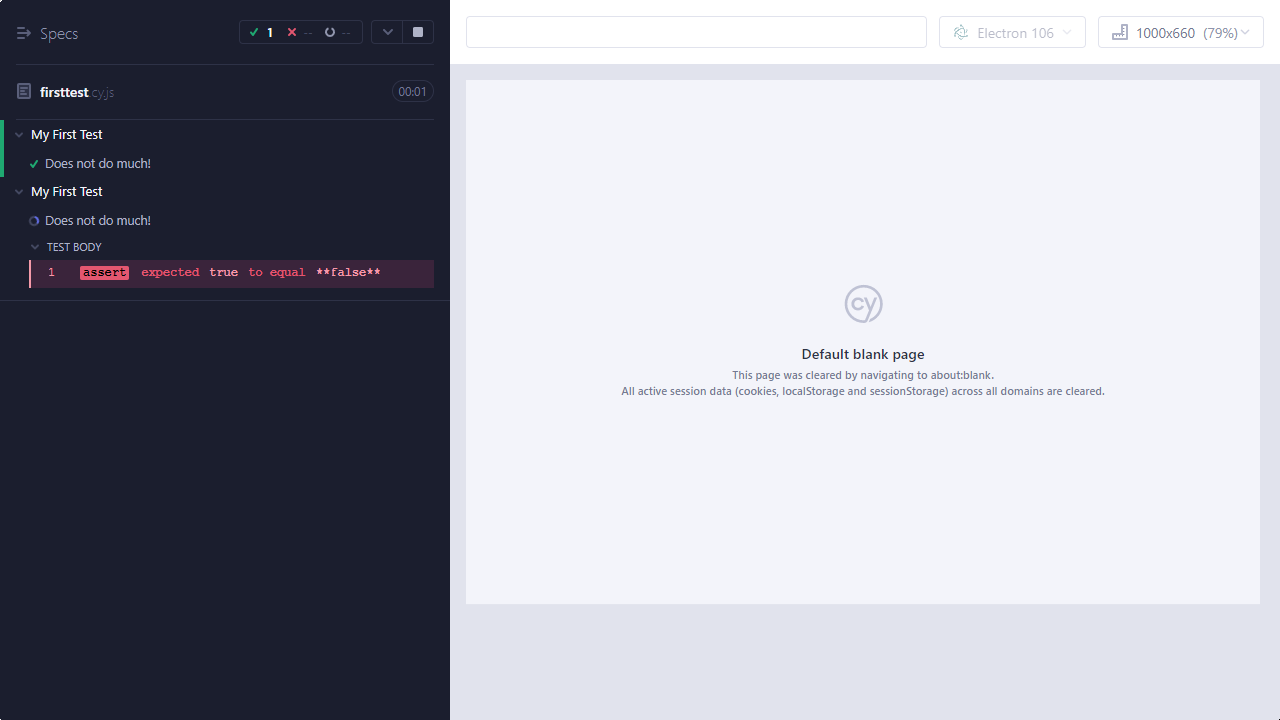 Specs
1 -- --
firsttest.cy.js 00:01
My First Test
Does not do much!
My First Test
Does not do much!
TEST BODY
1 assert expected true to equal **false**
Electron 106
1000x660 (79%)
cy
Default blank page
This page was cleared by navigating to about:blank.
All active session data (cookies, localStorage and sessionStorage) across all domains are cleared.